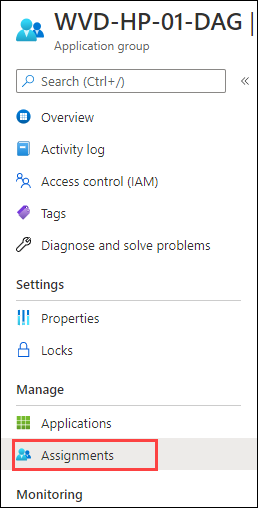 WVD-HP-01-DAG
Application group
Search (Ctrl+/)
«
Overview
Activity log
Access control (IAM)
Tags
Diagnose and solve problems
Settings
Properties
Locks
Manage
Applications
Assignments
Monitoring